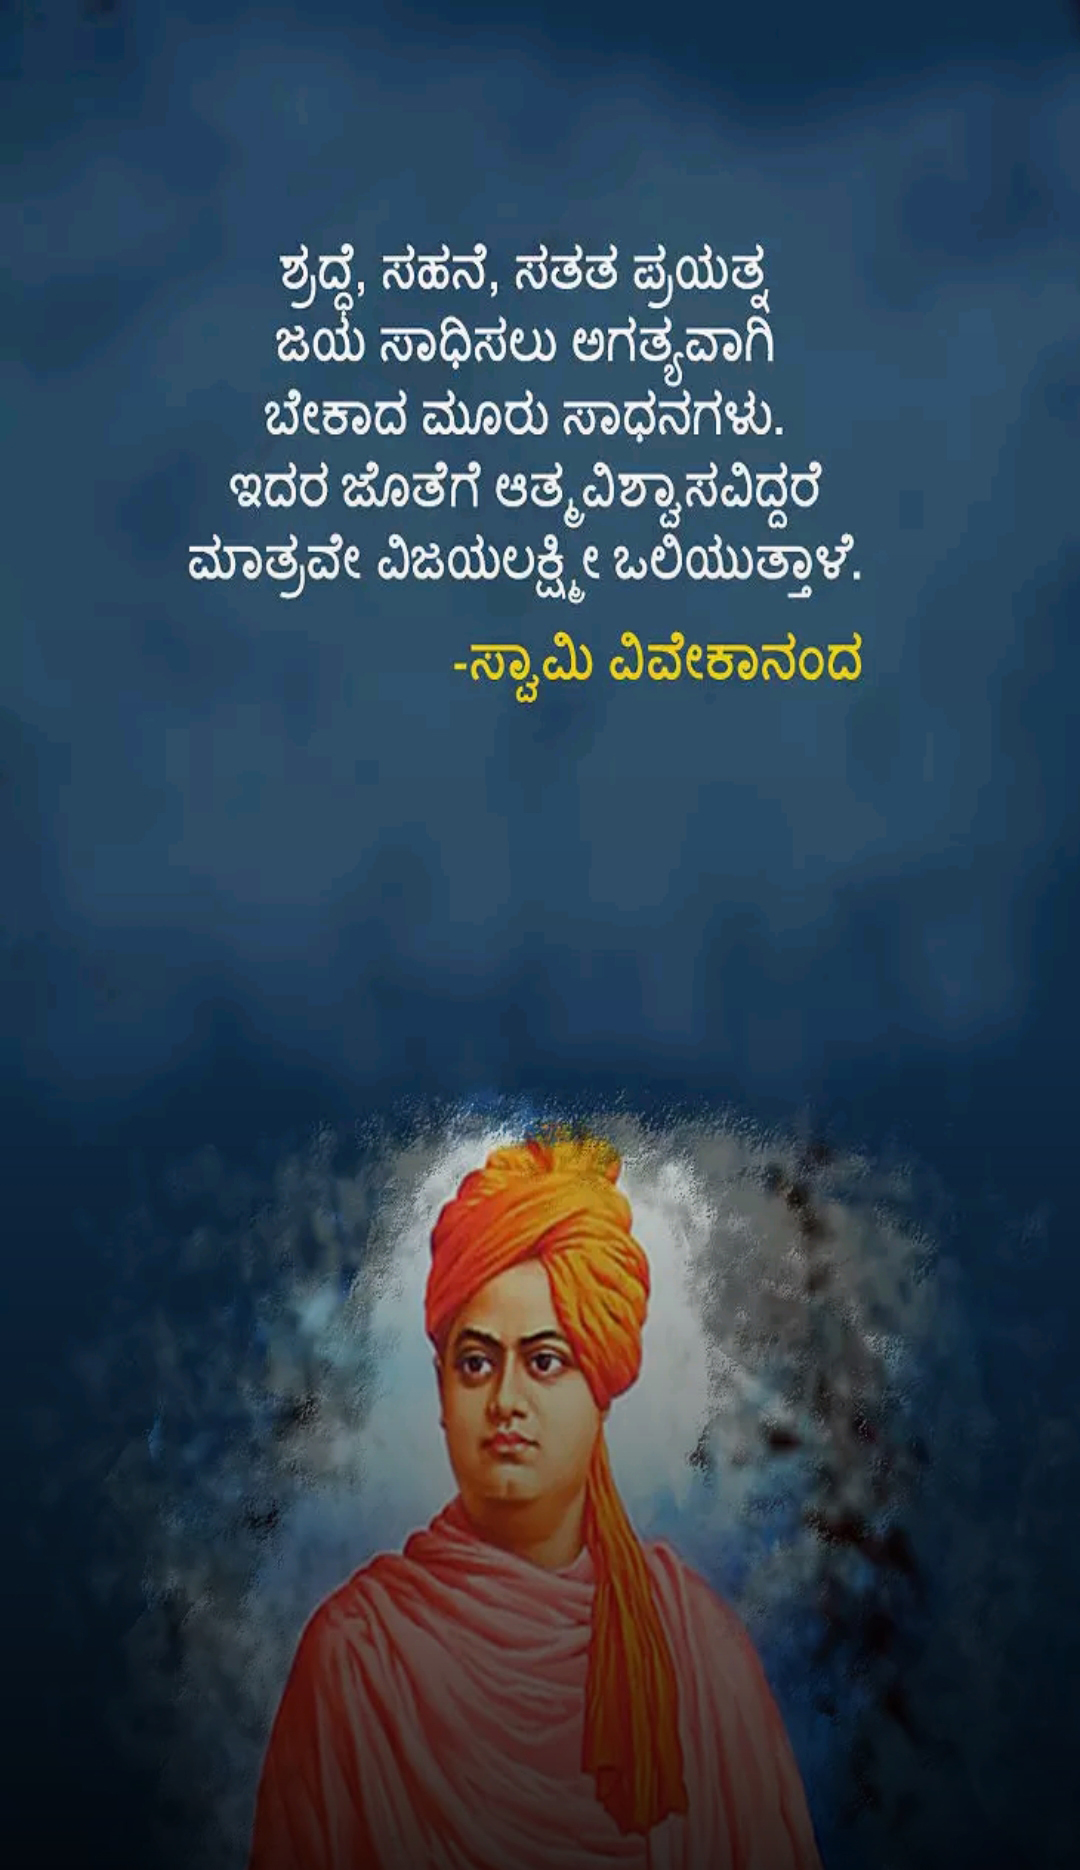 ಶ್ರದ್ಧೆ, ಸಹನೆ, ಸತತ ಪ್ರಯತ್ನ
ಜಯ ಸಾಧಿಸಲು ಅಗತ್ಯವಾಗಿ
ಬೇಕಾದ ಮೂರು ಸಾಧನಗಳು.
ಇದರ ಜೊತೆಗೆ ಆತ್ಮವಿಶ್ವಾಸವಿದ್ದರೆ
ಮಾತ್ರವೇ ವಿಜಯಲಕ್ಷ್ಮೀ ಒಲಿಯುತ್ತಾಳೆ.
-ಸ್ವಾಮಿ ವಿವೇಕಾನಂದ